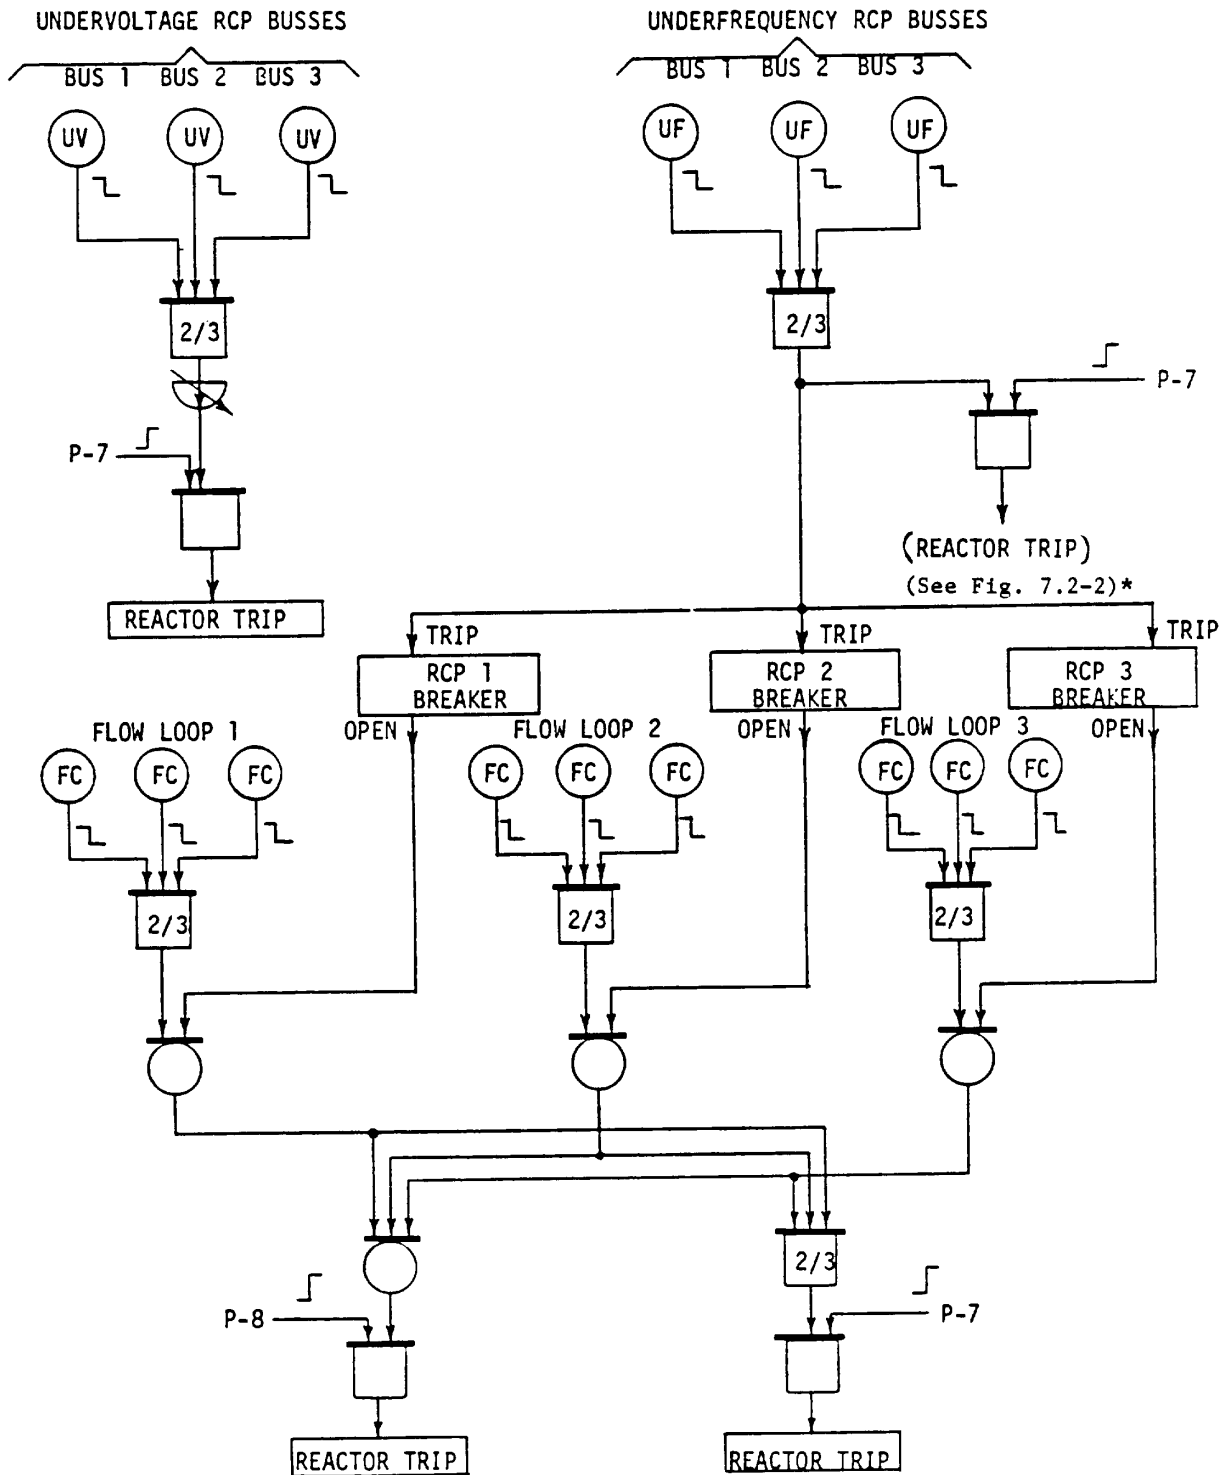 UNDERVOLTAGE RCP BUSSES
BUS 1 BUS 2 BUS 3
UV UV UV
2/3
P-7
REACTOR TRIP
UNDERFREQUENCY RCP BUSSES
BUS 1 BUS 2 BUS 3
UF UF UF
2/3
P-7
(REACTOR TRIP)
(See Fig. 7.2-2)*
TRIP TRIP TRIP
RCP 1
BREAKER
RCP 2
BREAKER
RCP 3
BREAKER
OPEN OPEN OPEN
FLOW LOOP 1
FC FC FC
2/3
FLOW LOOP 2
FC FC FC
2/3
FLOW LOOP 3
FC FC FC
2/3
P-8
REACTOR TRIP
2/3
P-7
REACTOR TRIP